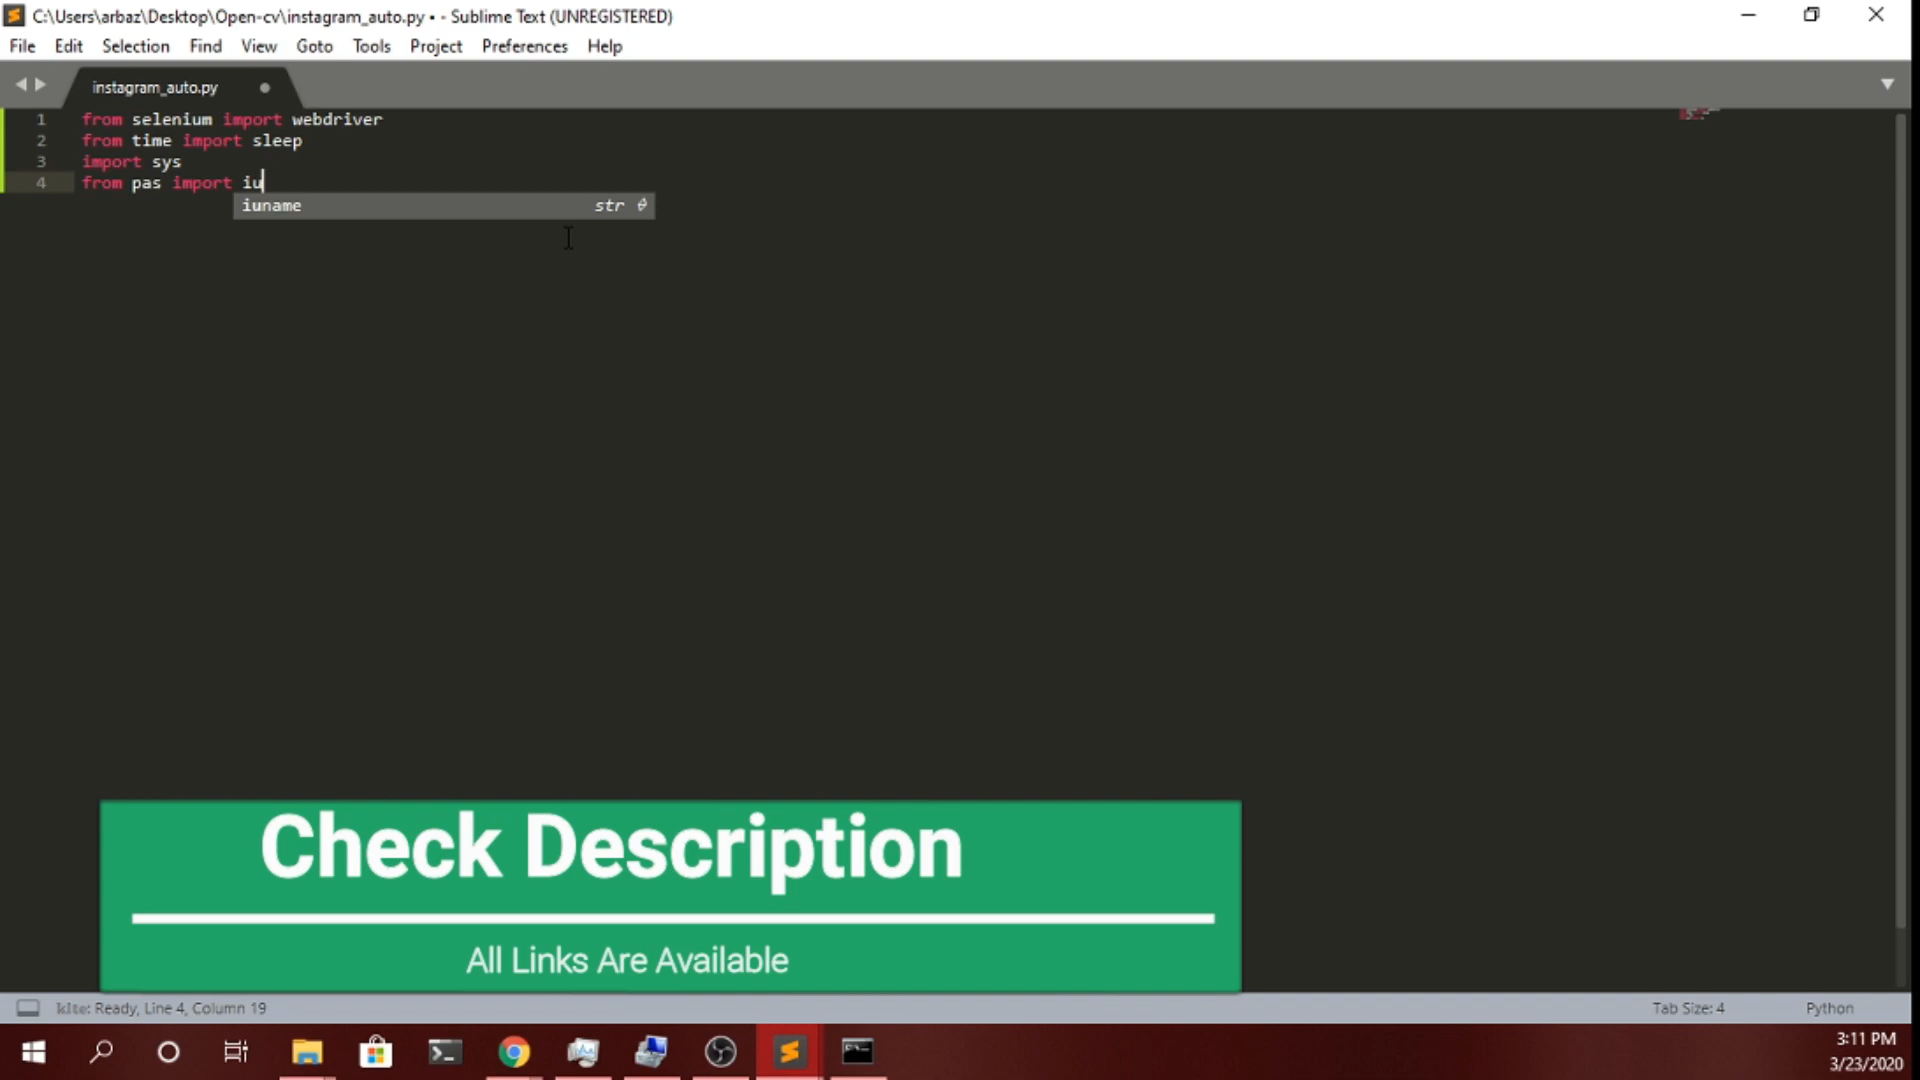 C:\Users\arbaz\Desktop\Open-cv\instagram_auto.py • - Sublime Text (UNREGISTERED)
File Edit Selection Find View Goto Tools Project Preferences Help
instagram_auto.py
1 from selenium import webdriver
2 from time import sleep
3 import sys
4 from pas import iu
iuname str
Check Description
All Links Are Available
kite: Ready, Line 4, Column 19 Tab Size: 4 Python
3:11 PM
3/23/2020